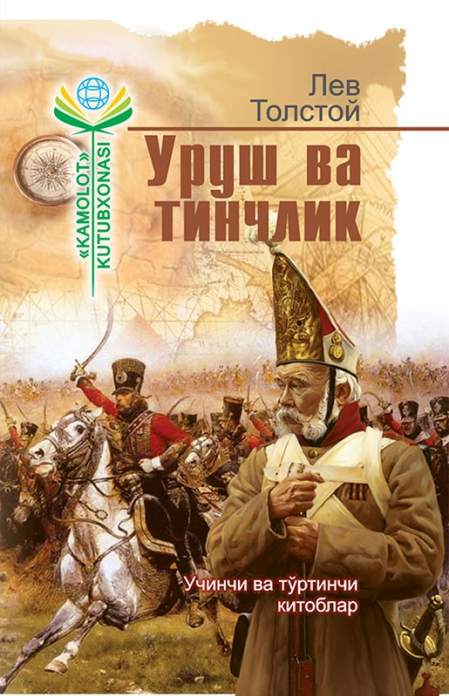 «KAMOLOT»
KUTUBXONASI
Лев
Толстой
Уруш ва
тинчлик
Учинчи ва тўртинчи
китоблар